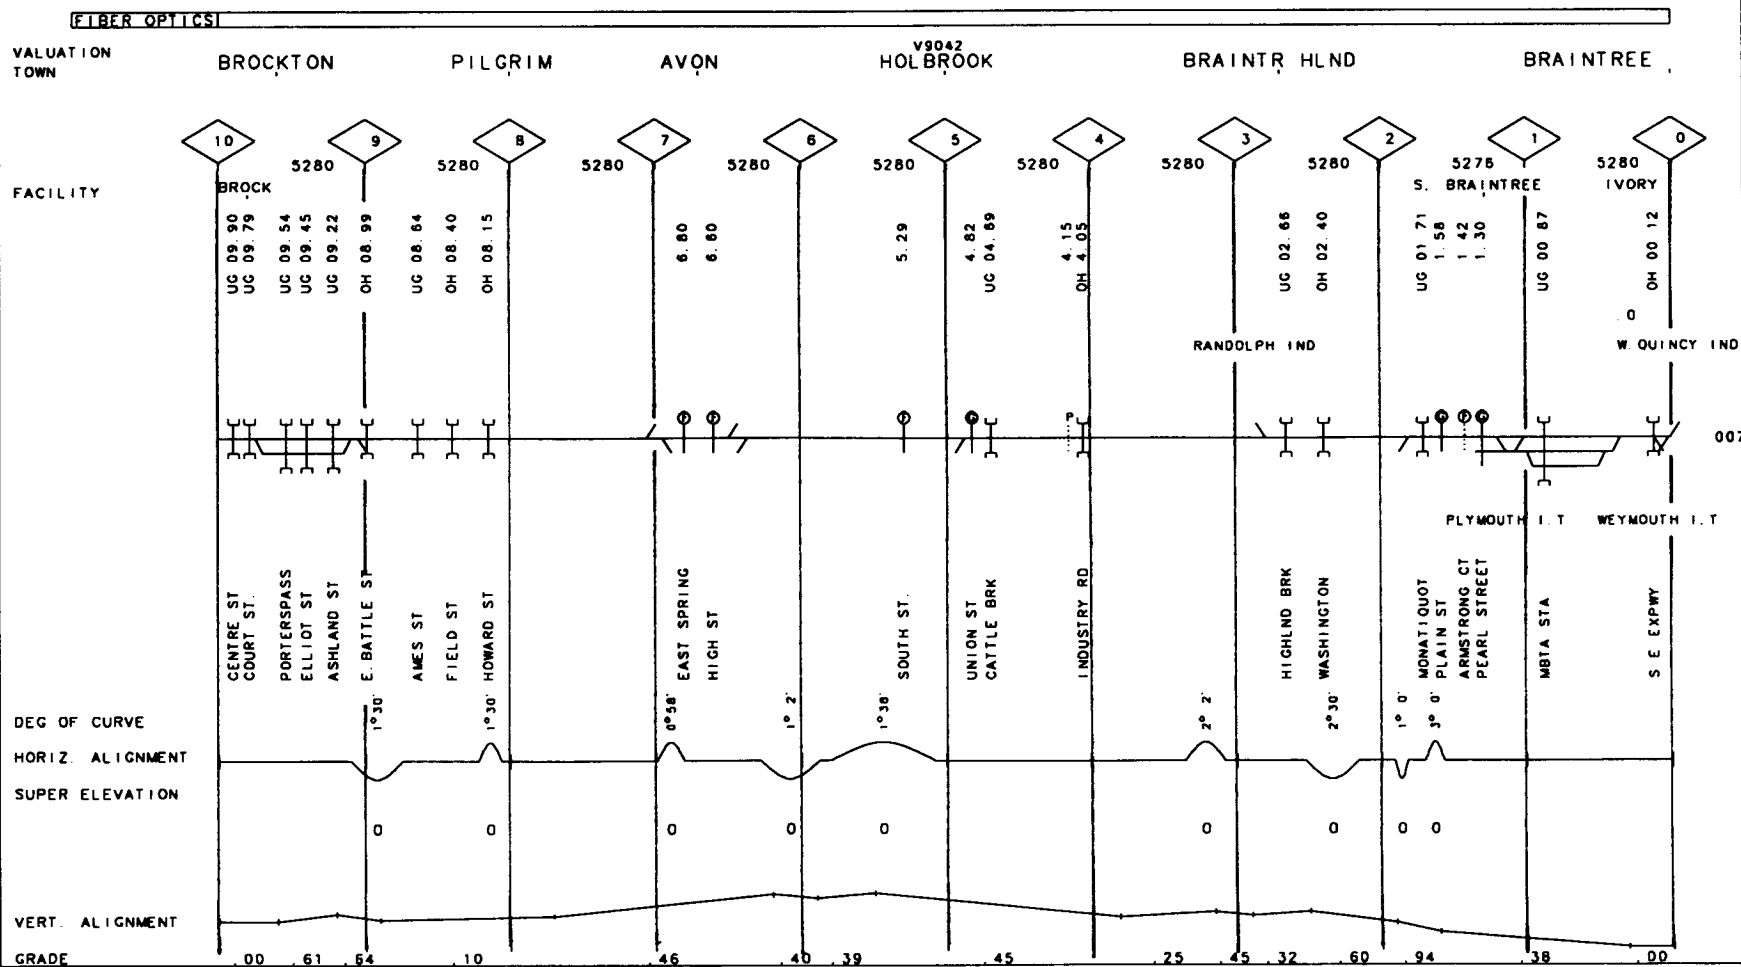 FIBER OPTICS
VALUATION V9042
TOWN BROCKTON PILGRIM AVON HOLBROOK BRAINTR HLND BRAINTREE
10 9 8 7 6 5 4 3 2 1 0
5280 5280 5280 5280 5280 5280 5280 5280 5276 5280
FACILITY BROCK S. BRAINTREE IVORY
UG 09.90
UG 09.79
UG 09.54
UG 09.45
UG 09.22
OH 08.99
UG 08.64
OH 08.40
OH 08.15
6.80
6.60
5.29
4.82
UG 04.69
4.15
OH 4.05
UG 02.66
OH 02.40
UG 01 71
1.58
1 42
1.30
UG 00 87
OH 00 12
0
RANDOLPH IND W. QUINCY IND
P
007
PLYMOUTH I. T WEYMOUTH I. T
CENTRE ST
COURT ST.
PORTERSPASS
ELLIOT ST
ASHLAND ST
E. BATTLE ST
AMES ST
FIELD ST
HOWARD ST
EAST SPRING
HIGH ST
SOUTH ST.
UNION ST
CATTLE BRK
INDUSTRY RD
HIGHLND BRK
WASHINGTON
MONATIQUOT
PLAIN ST
ARMSTRONG CT
PEARL STREET
MBTA STA
S E EXPWY
DEG OF CURVE 1°30' 1°30' 0°58' 1° 2' 1°38' 2° 2' 2°30' 1° 0' 3° 0'
HORIZ. ALIGNMENT
SUPER ELEVATION
0 0 0 0 0 0 0 0 0
VERT. ALIGNMENT
GRADE .00 .61 .54 .10 .46 .40 .39 .45 .25 .45 .32 .60 .94 .38 .00